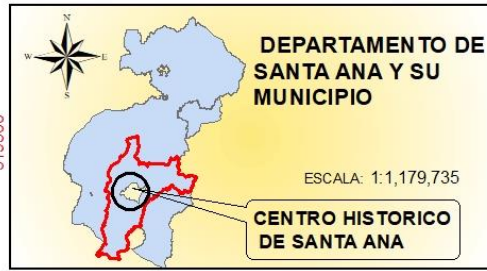 N
W E
S
DEPARTAMENTO DE
SANTA ANA Y SU
MUNICIPIO
ESCALA: 1:1,179,735
CENTRO HISTORICO
DE SANTA ANA